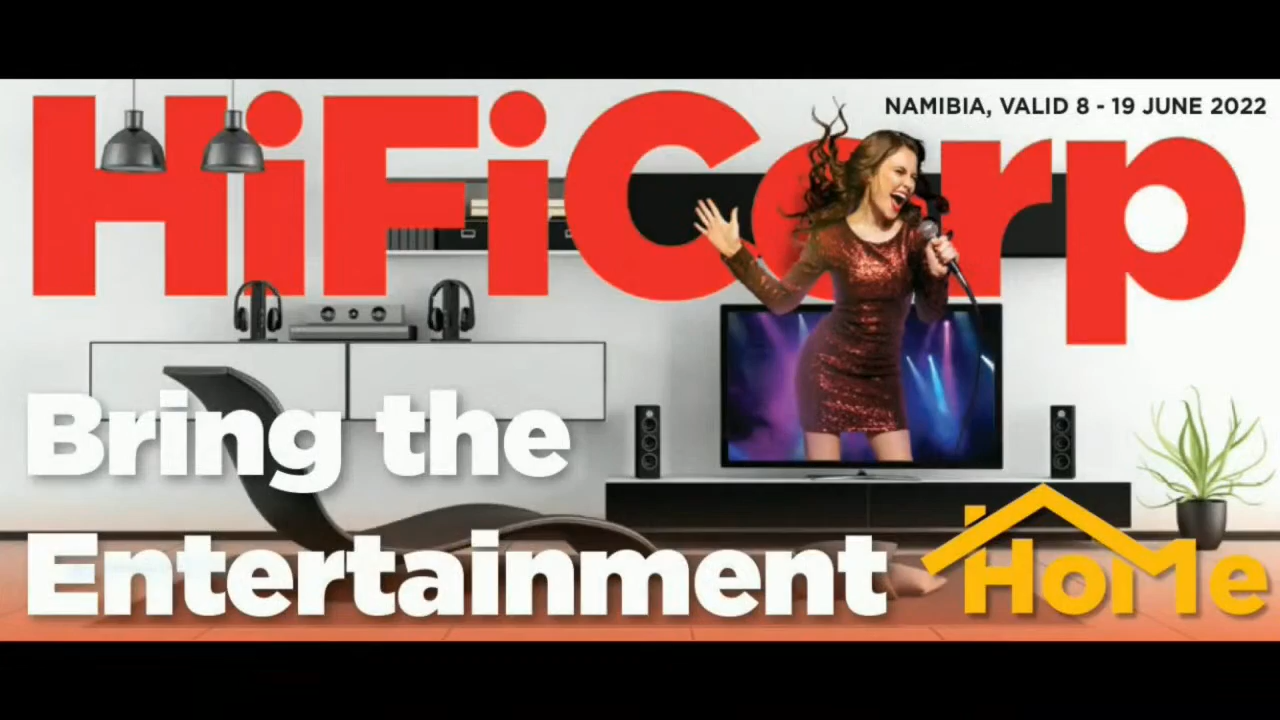 NAMIBIA, VALID 8 - 19 JUNE 2022
HiFiCorp
Bring the
Entertainment HoMe